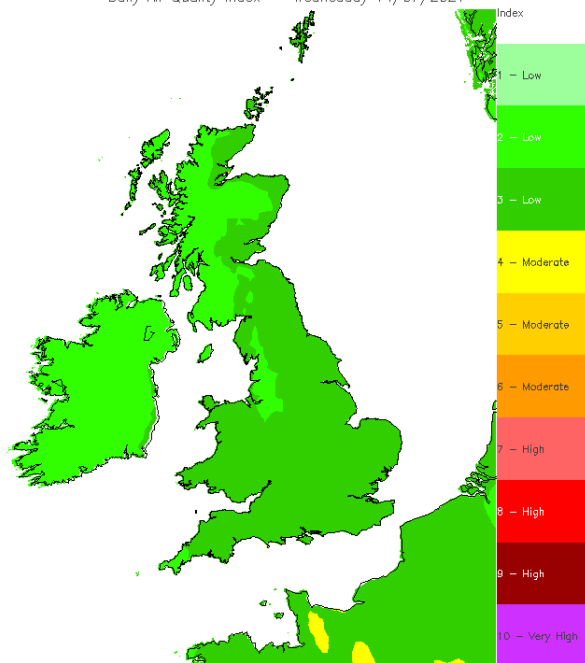 Index
1 - Low
2 - Low
3 - Low
4 - Moderate
5 - Moderate
6 - Moderate
7 - High
8 - High
9 - High
10 - Very High